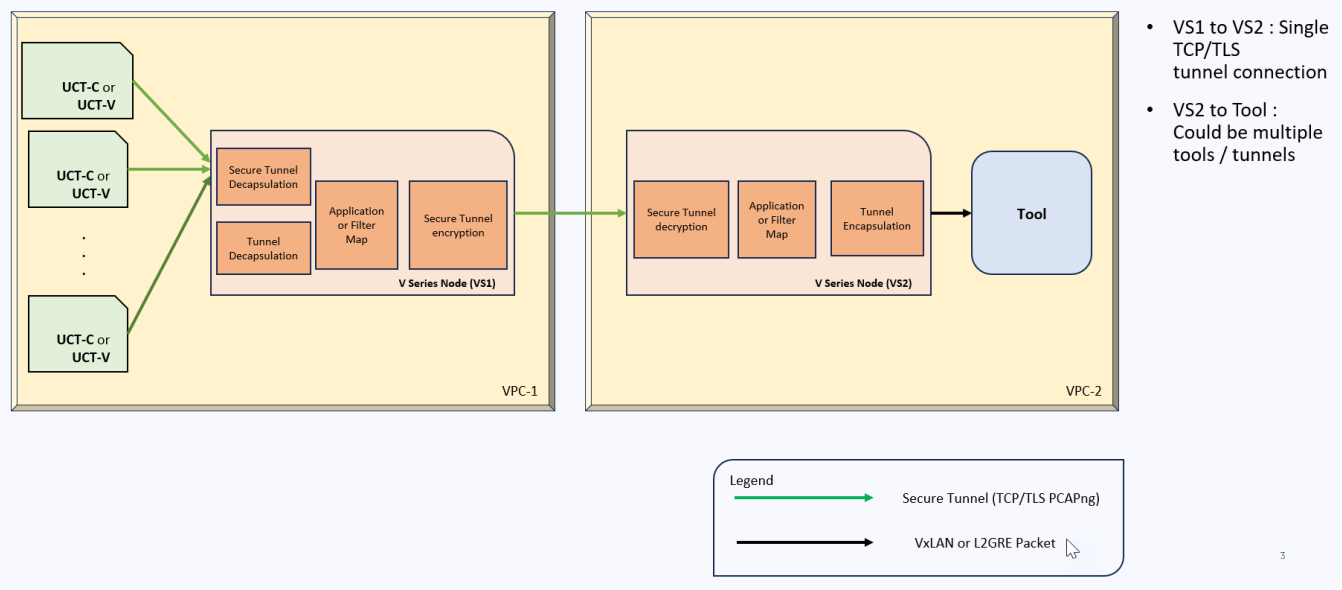 UCT-C or
UCT-V
UCT-C or
UCT-V
.
.
.
UCT-C or
UCT-V
Secure Tunnel
Decapsulation
Tunnel
Decapsulation
Application
or Filter
Map
Secure Tunnel
encryption
V Series Node (VS1)
VPC-1
Secure Tunnel
decryption
Application
or Filter
Map
Tunnel
Encapsulation
V Series Node (VS2)
Tool
VPC-2
• VS1 to VS2 : Single
TCP/TLS
tunnel connection
• VS2 to Tool :
Could be multiple
tools / tunnels
Legend
Secure Tunnel (TCP/TLS PCAPng)
VxLAN or L2GRE Packet
3